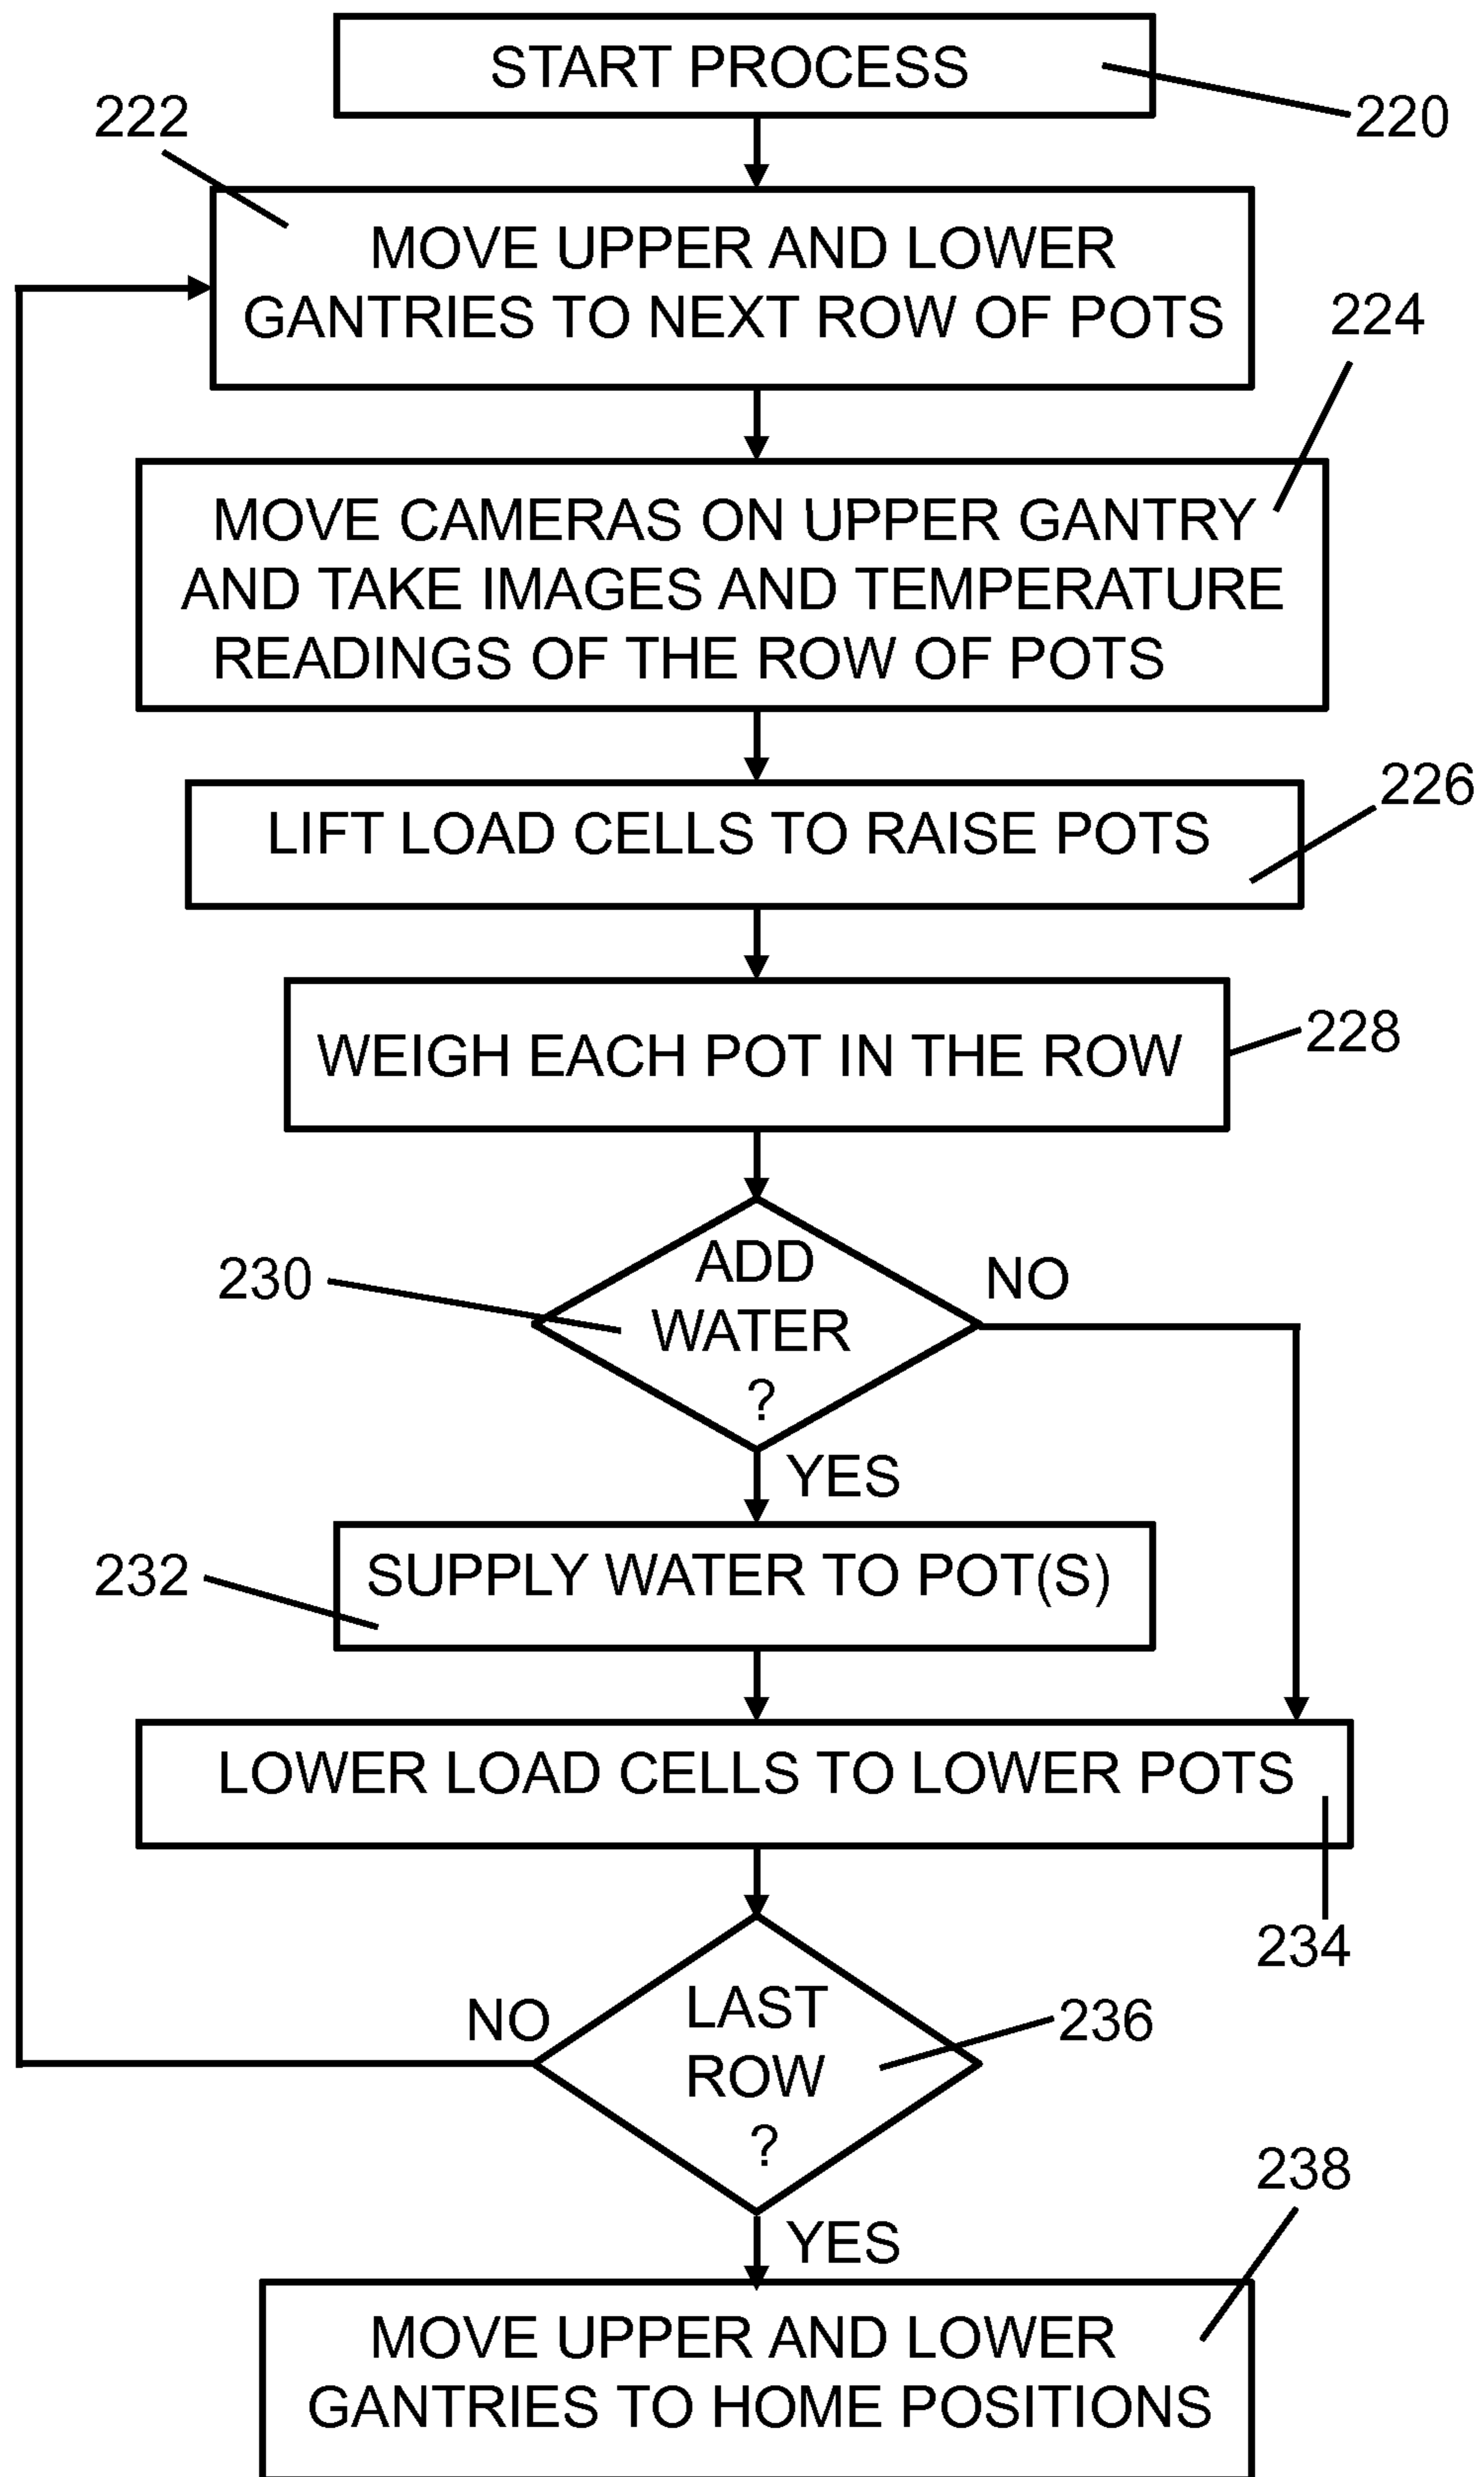 START PROCESS
220
222
MOVE UPPER AND LOWER
GANTRIES TO NEXT ROW OF POTS
224
MOVE CAMERAS ON UPPER GANTRY
AND TAKE IMAGES AND TEMPERATURE
READINGS OF THE ROW OF POTS
226
LIFT LOAD CELLS TO RAISE POTS
228
WEIGH EACH POT IN THE ROW
230
ADD
WATER
?
NO
YES
232
SUPPLY WATER TO POT(S)
LOWER LOAD CELLS TO LOWER POTS
234
NO
LAST
ROW
?
236
YES
238
MOVE UPPER AND LOWER
GANTRIES TO HOME POSITIONS